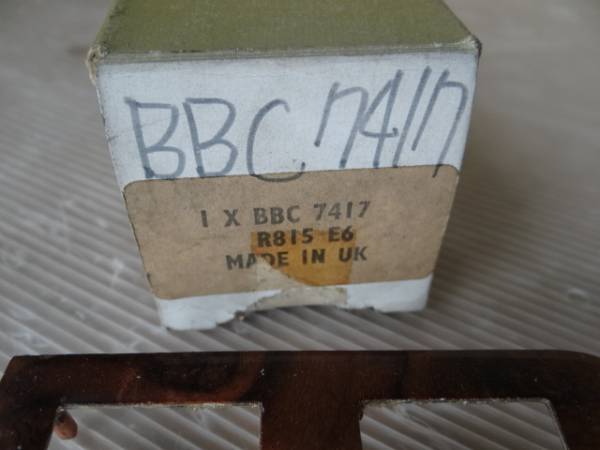 BBC 7417
1 X BBC 7417
R815 E6
MADE IN UK